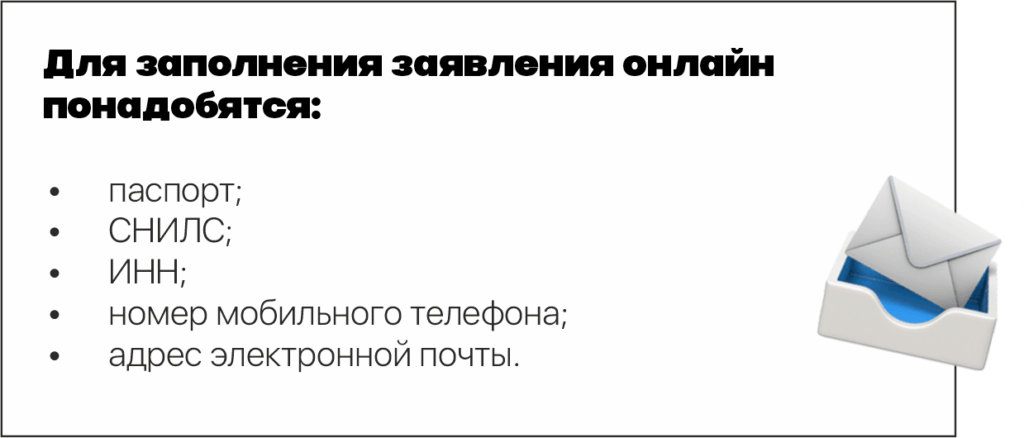 Для заполнения заявления онлайн
понадобятся:
• паспорт;
• СНИЛС;
• ИНН;
• номер мобильного телефона;
• адрес электронной почты.